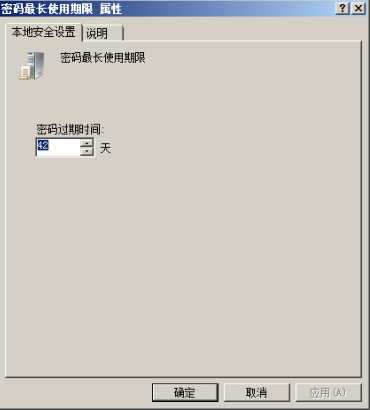 密码最长使用期限 属性
本地安全设置 说明
密码最长使用期限
密码过期时间:
42 天
确定 取消 应用(A)